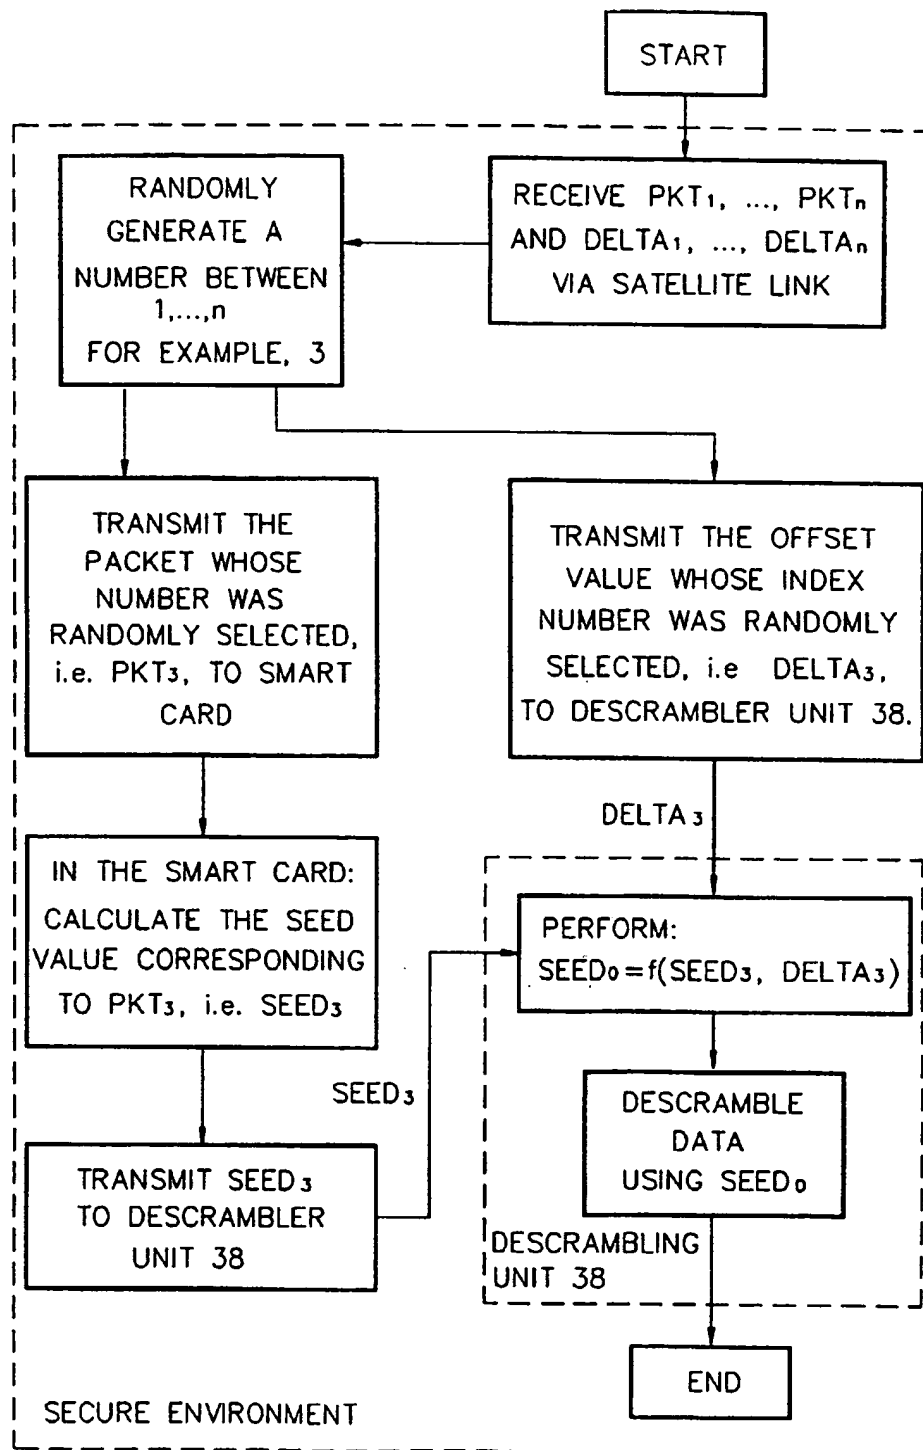 START
RECEIVE PKT₁, ..., PKTₙ
AND DELTA₁, ..., DELTAₙ
VIA SATELLITE LINK
RANDOMLY
GENERATE A
NUMBER BETWEEN
1,...,n
FOR EXAMPLE, 3
TRANSMIT THE
PACKET WHOSE
NUMBER WAS
RANDOMLY SELECTED,
i.e. PKT₃, TO SMART
CARD
TRANSMIT THE OFFSET
VALUE WHOSE INDEX
NUMBER WAS RANDOMLY
SELECTED, i.e DELTA₃,
TO DESCRAMBLER UNIT 38.
DELTA₃
IN THE SMART CARD:
CALCULATE THE SEED
VALUE CORRESPONDING
TO PKT₃, i.e. SEED₃
PERFORM:
SEED₀=f(SEED₃, DELTA₃)
SEED₃
TRANSMIT SEED₃
TO DESCRAMBLER
UNIT 38
DESCRAMBLE
DATA
USING SEED₀
DESCRAMBLING
UNIT 38
END
SECURE ENVIRONMENT